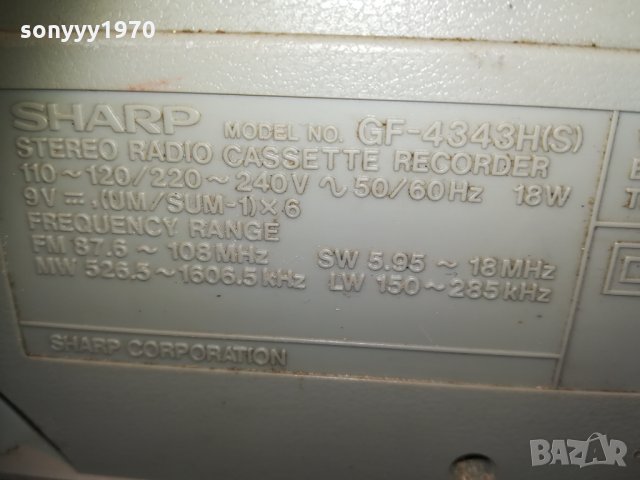 sonyyy1970
SHARP MODEL NO. GF-4343H(S)
STEREO RADIO CASSETTE RECORDER
110~120/220~240V ∿ 50/60Hz 18W
9V ⎓, (UM/SUM-1)×6
FREQUENCY RANGE
FM 87.6 ~ 108MHz SW 5.95 ~ 18MHz
MW 526.5~1606.5kHz LW 150~285kHz
SHARP CORPORATION
BAZAR